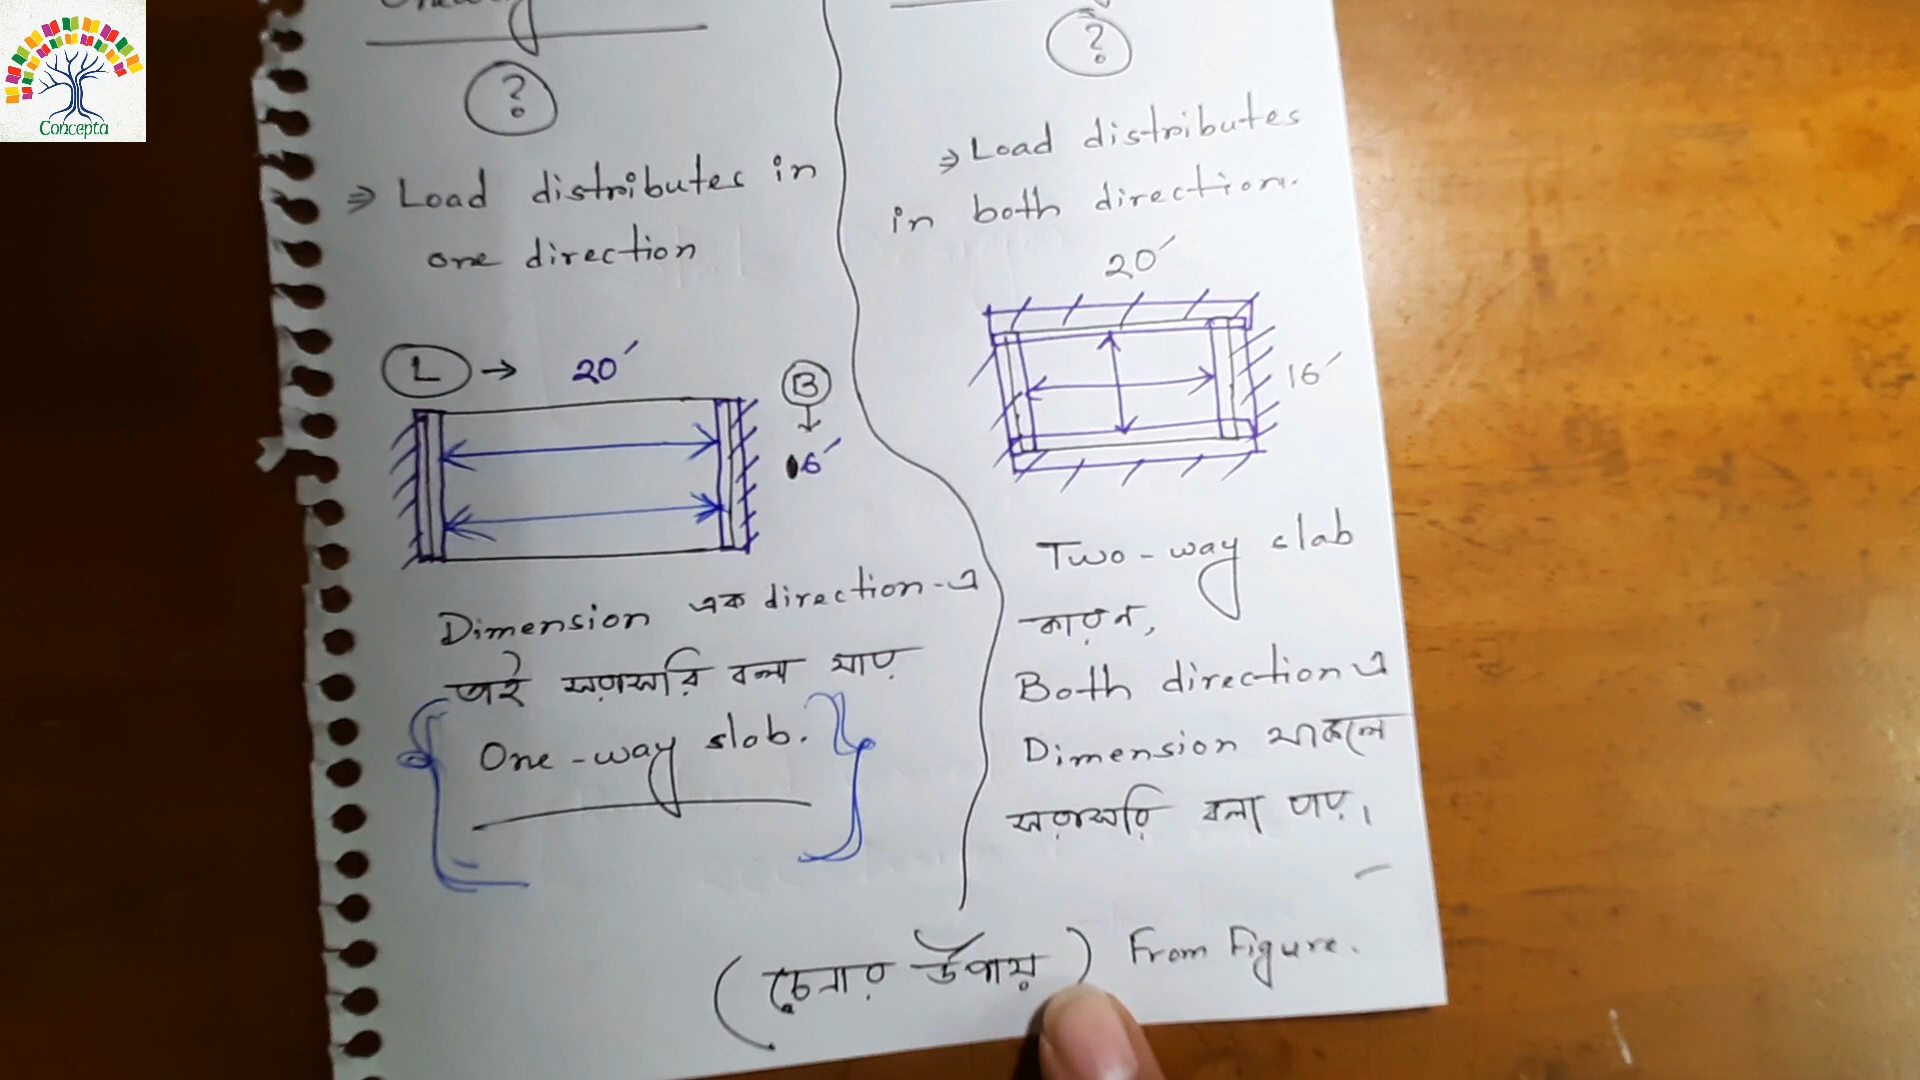 Concepta
?
⇒ Load distributes in
one direction
L → 20′
B
↓
16′
Dimension এক direction-এ
তাই সরাসরি বলা যায়
One-way slab.
?
⇒ Load distributes
in both direction.
20′
16′
Two-way slab
কারন,
Both direction এ
Dimension থাকলে
সরাসরি বলা যায়।
(চেনার উপায়) From Figure.